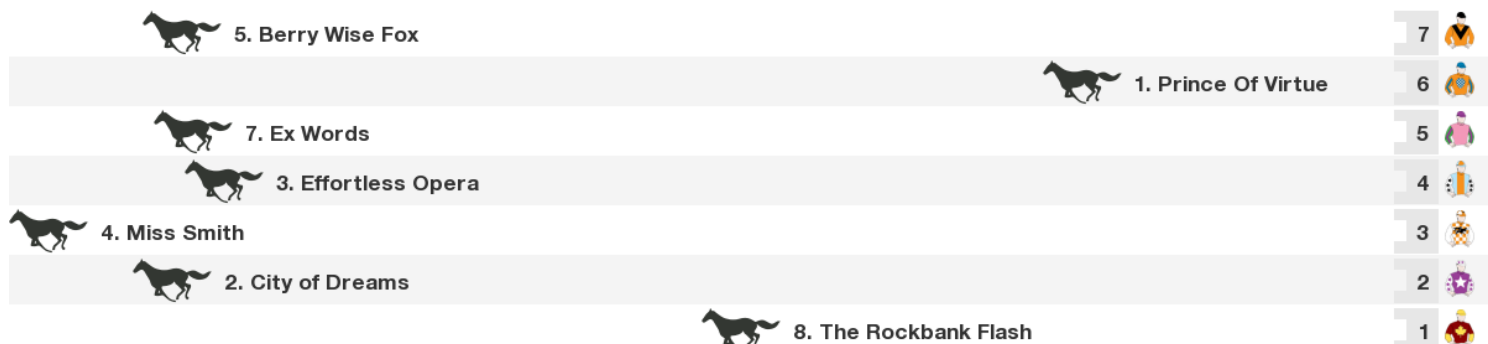 5. Berry Wise Fox 7
1. Prince Of Virtue 6
7. Ex Words 5
3. Effortless Opera 4
4. Miss Smith 3
2. City of Dreams 2
8. The Rockbank Flash 1